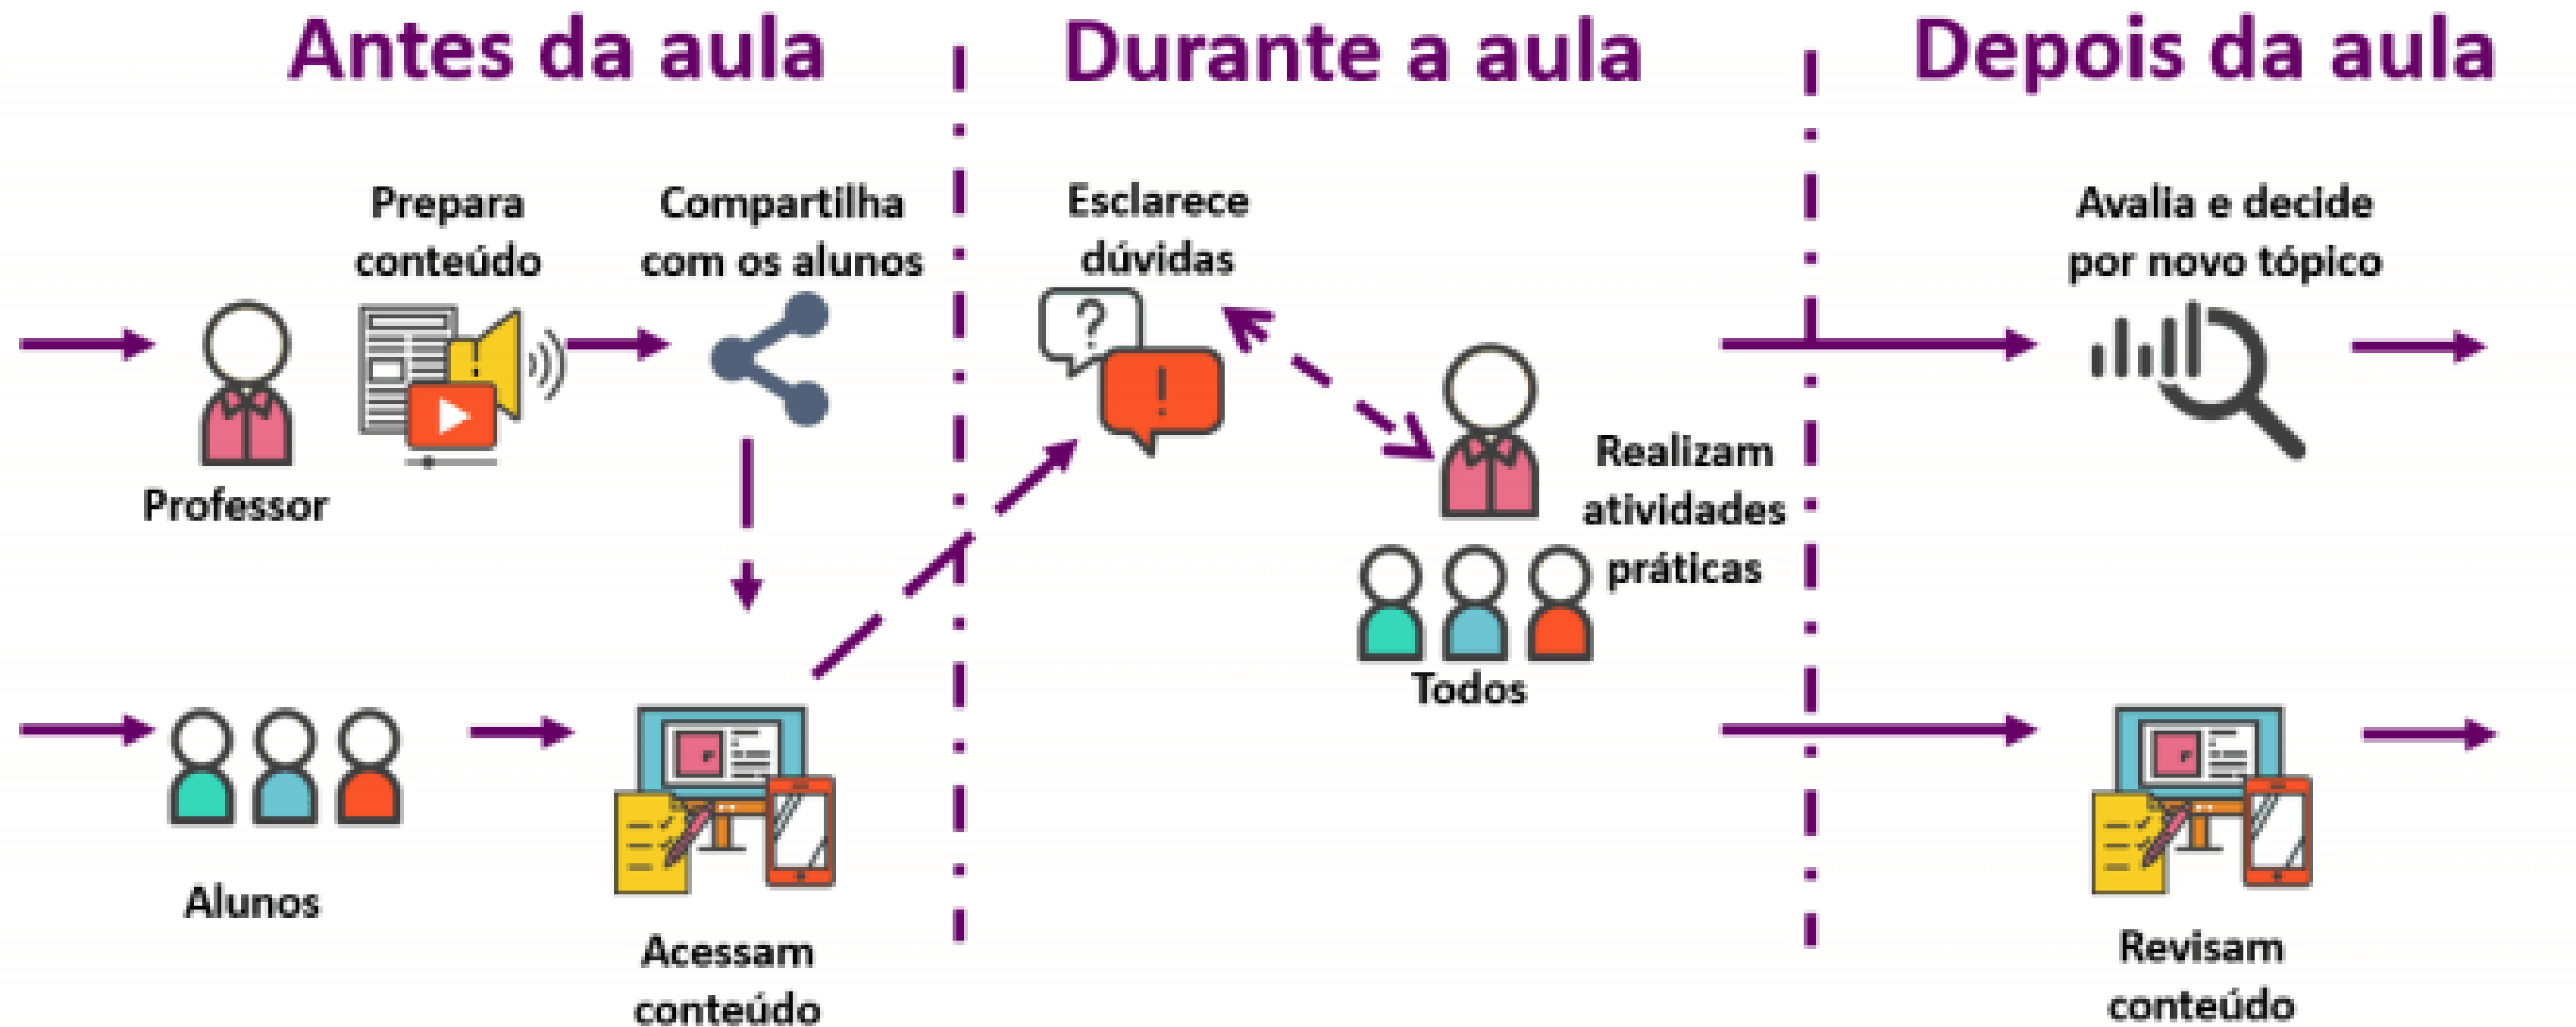 Antes da aula
Durante a aula
Depois da aula
Prepara
conteúdo
Compartilha
com os alunos
Professor
Alunos
Acessam
conteúdo
Esclarece
dúvidas
?
!
Realizam
atividades
práticas
Todos
Avalia e decide
por novo tópico
Revisam
conteúdo